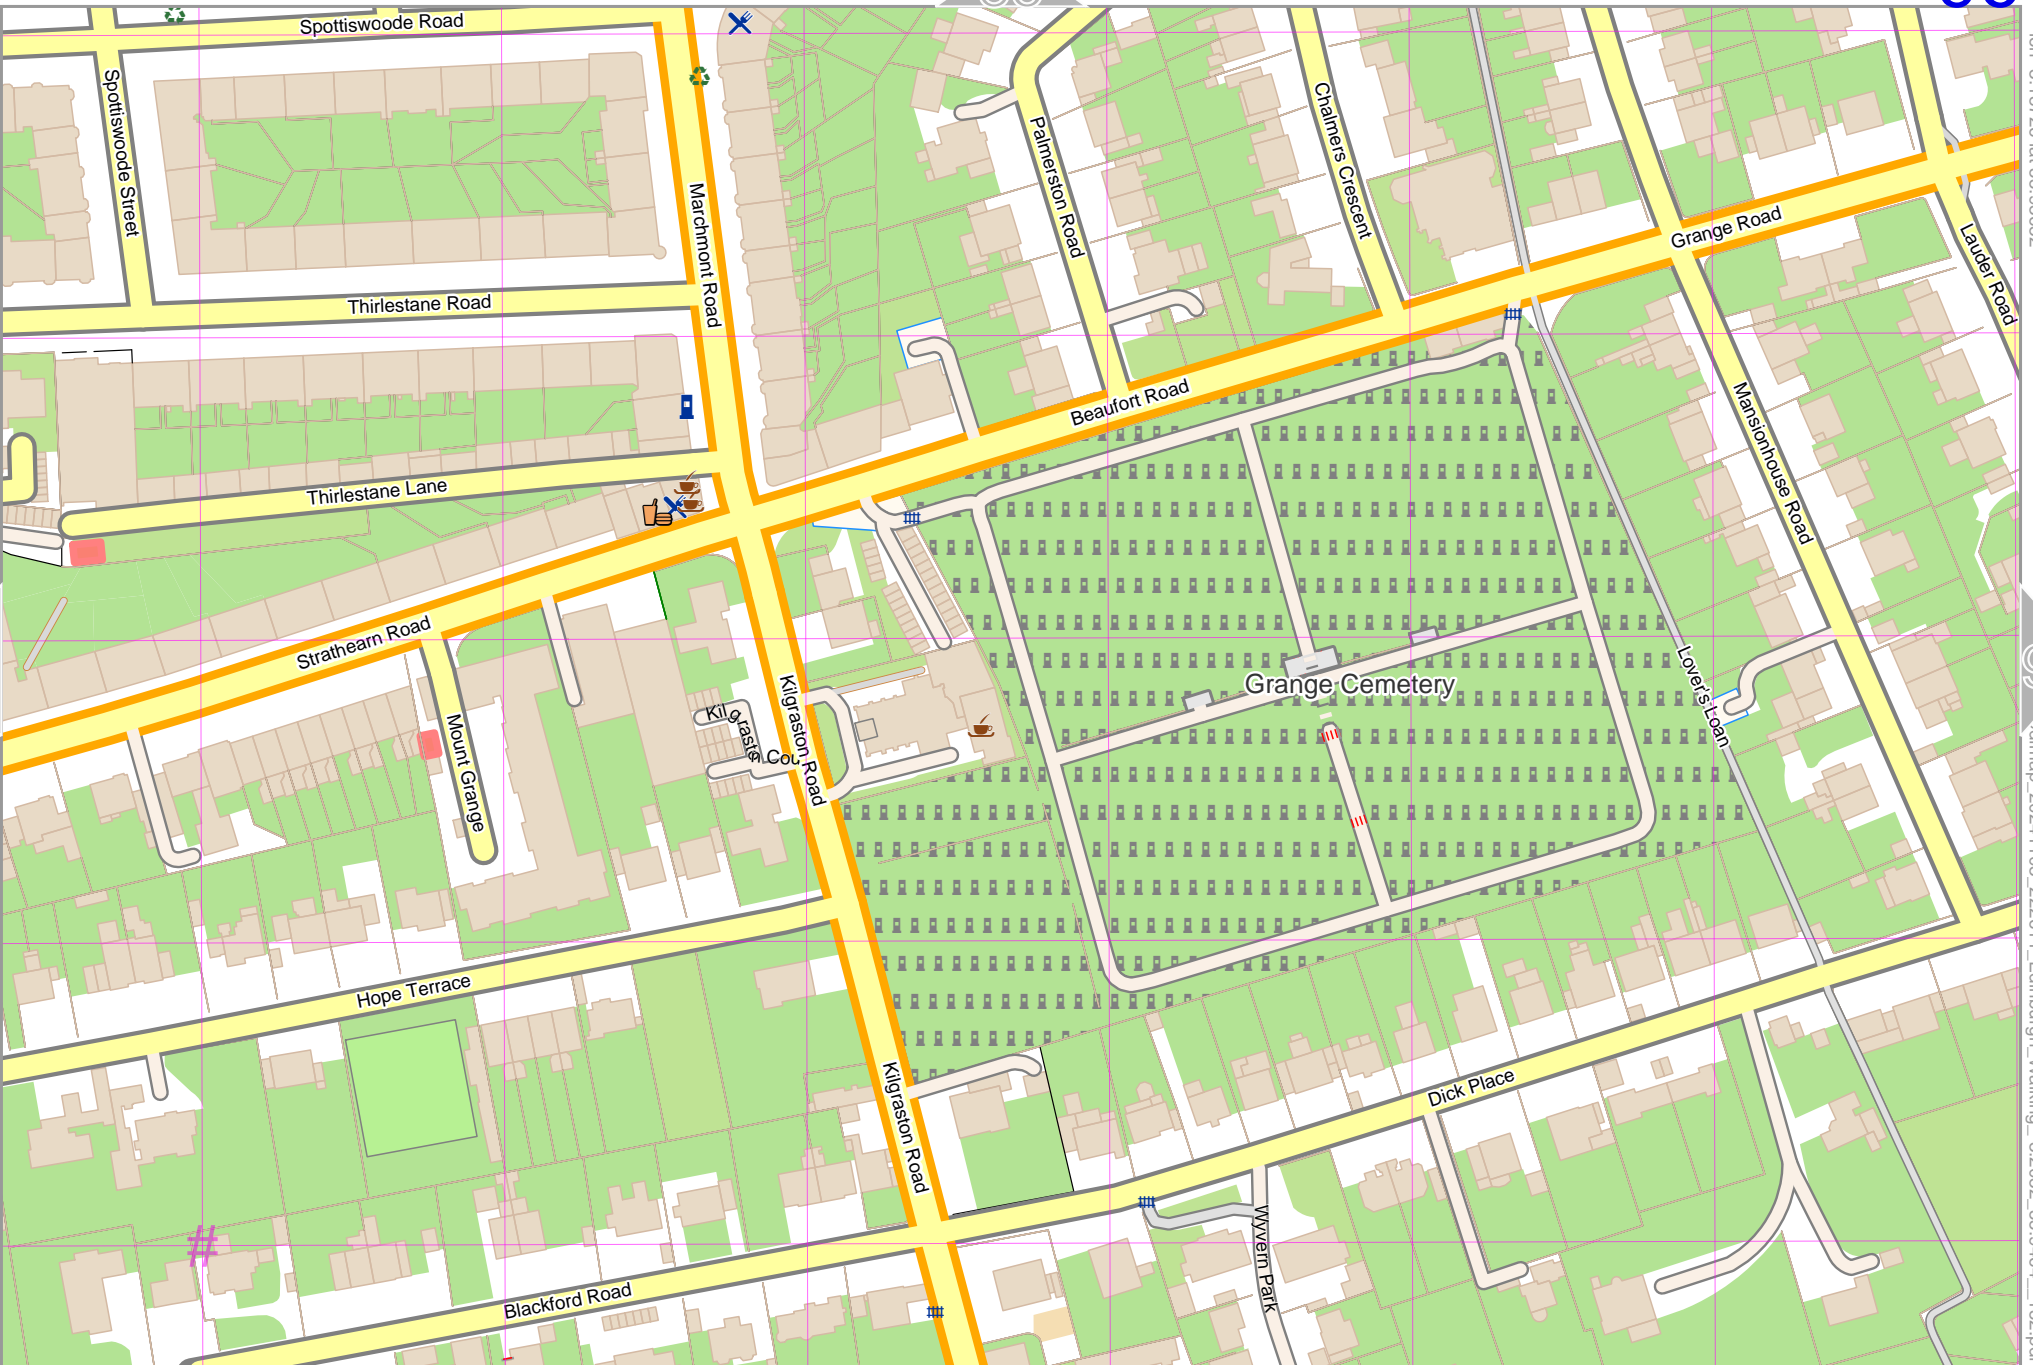 Spottiswoode Road
Spottiswoode Street
Marchmont Road
Palmerston Road
Chalmers Crescent
Grange Road
Lauder Road
Thirlestane Road
Beaufort Road
Mansionhouse Road
Thirlestane Lane
Strathearn Road
Kilgraston Road
Kilgraston Cou
Mount Grange
Grange Cemetery
Lover's Loan
Hope Terrace
Kilgraston Road
Dick Place
Wyvern Park
Blackford Road
#